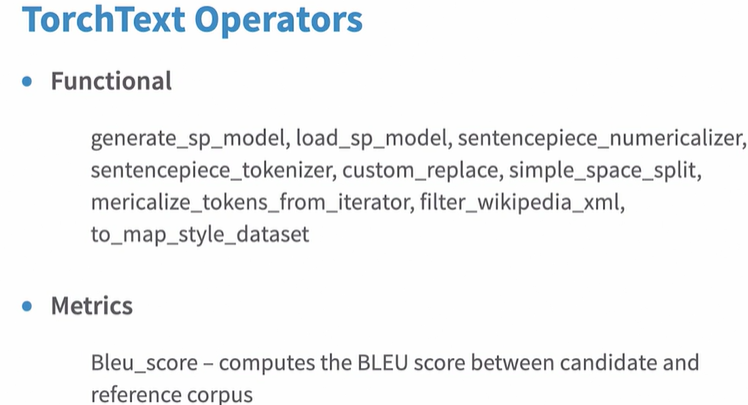 TorchText Operators
• Functional
generate_sp_model, load_sp_model, sentencepiece_numericalizer,
sentencepiece_tokenizer, custom_replace, simple_space_split,
mericalize_tokens_from_iterator, filter_wikipedia_xml,
to_map_style_dataset
• Metrics
Bleu_score – computes the BLEU score between candidate and
reference corpus